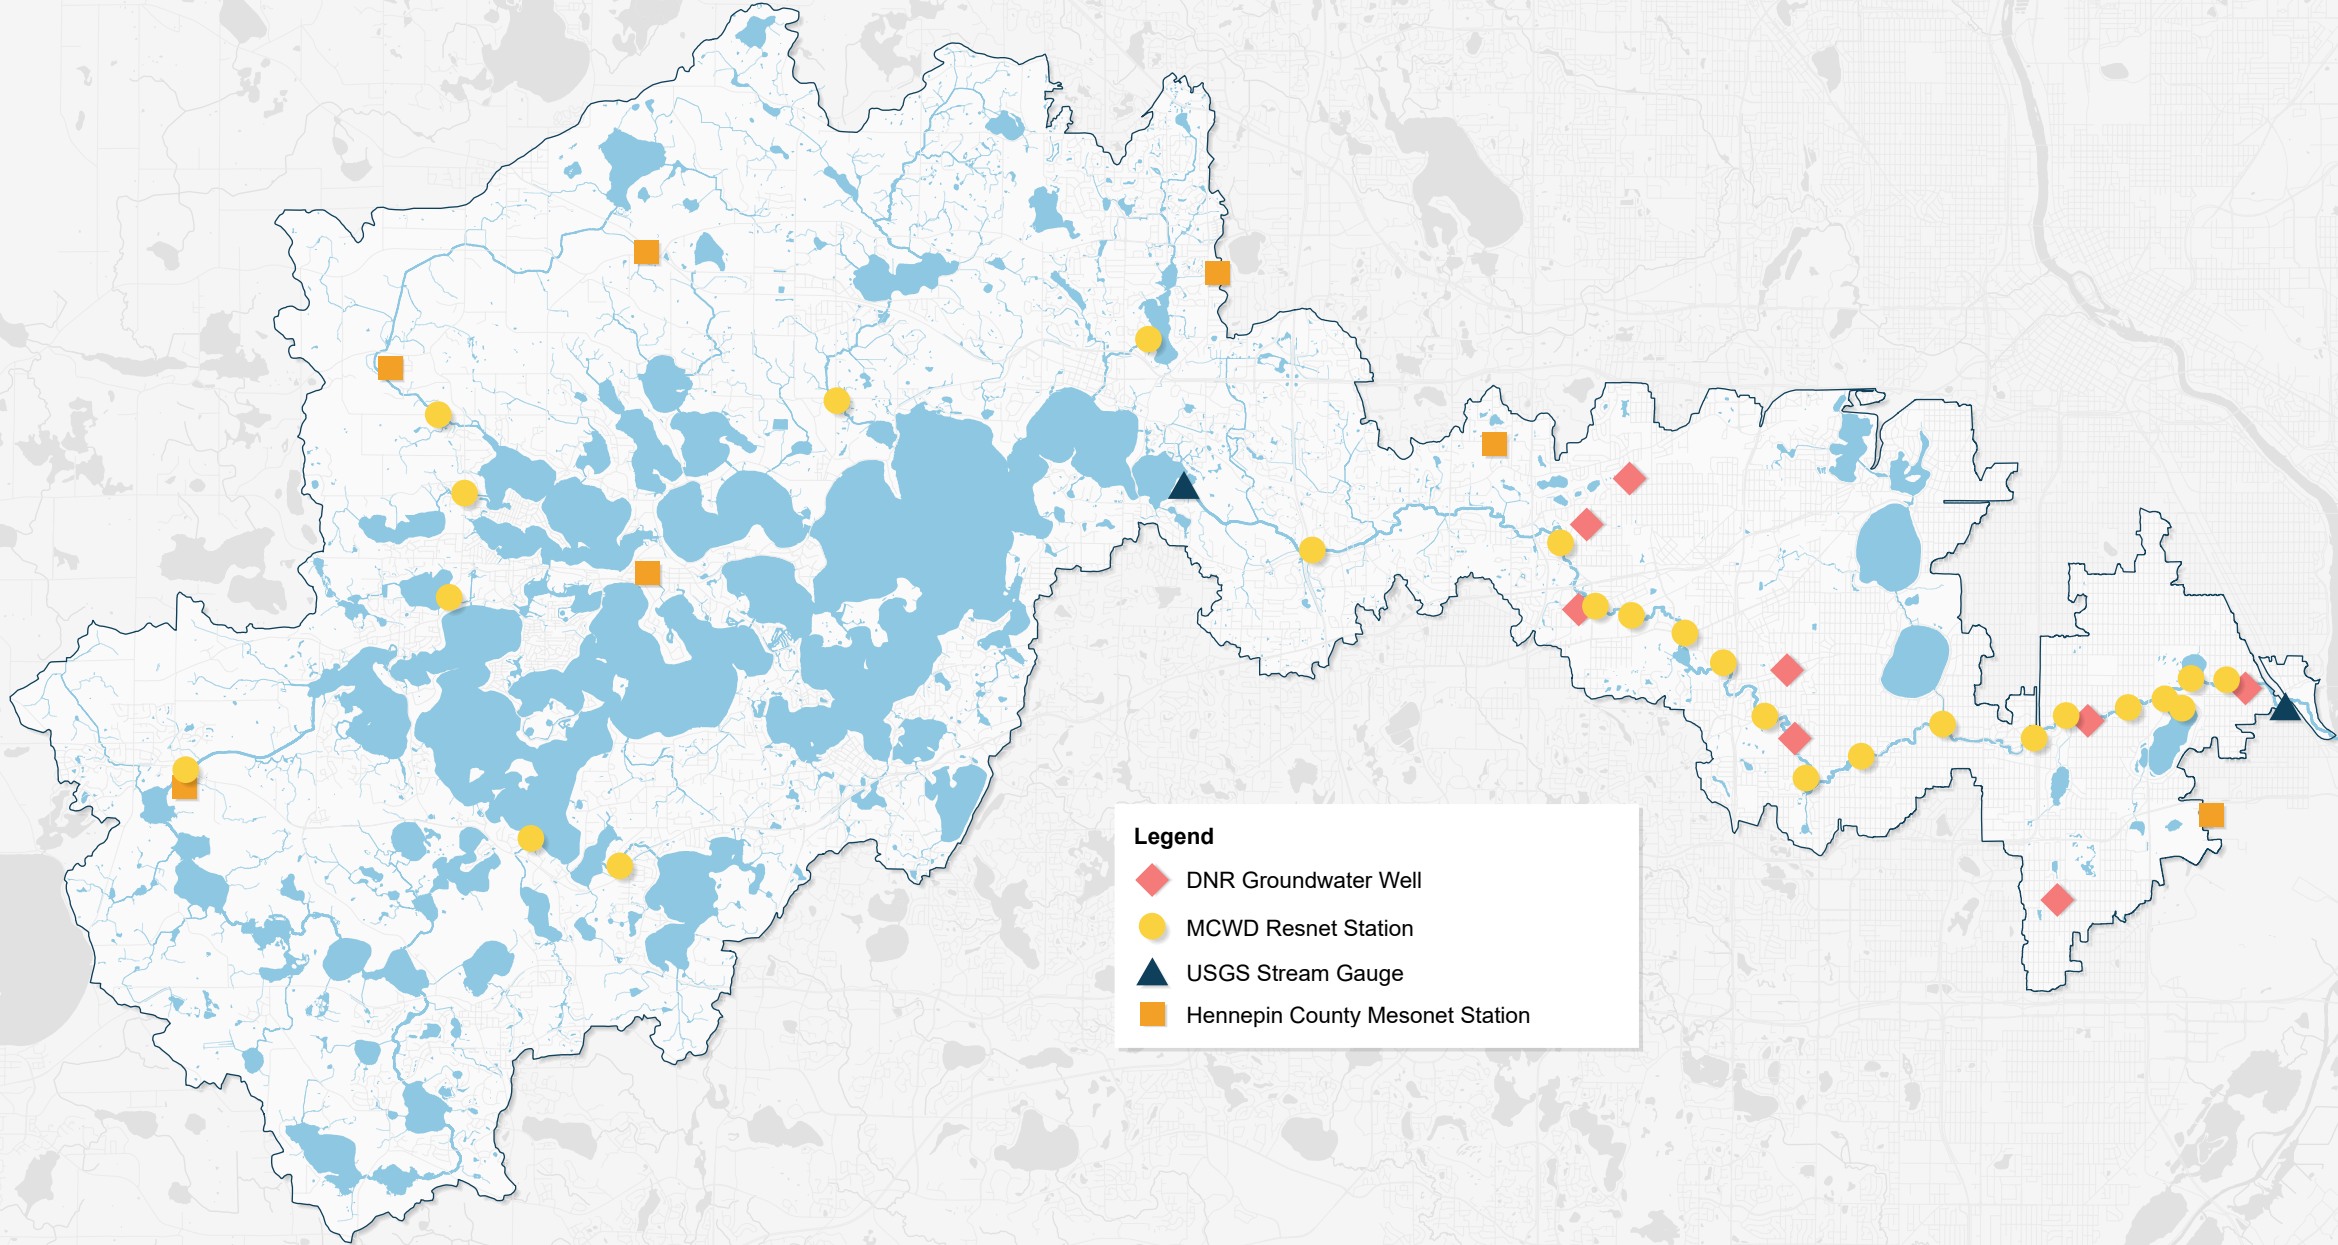 Legend
DNR Groundwater Well
MCWD Resnet Station
USGS Stream Gauge
Hennepin County Mesonet Station